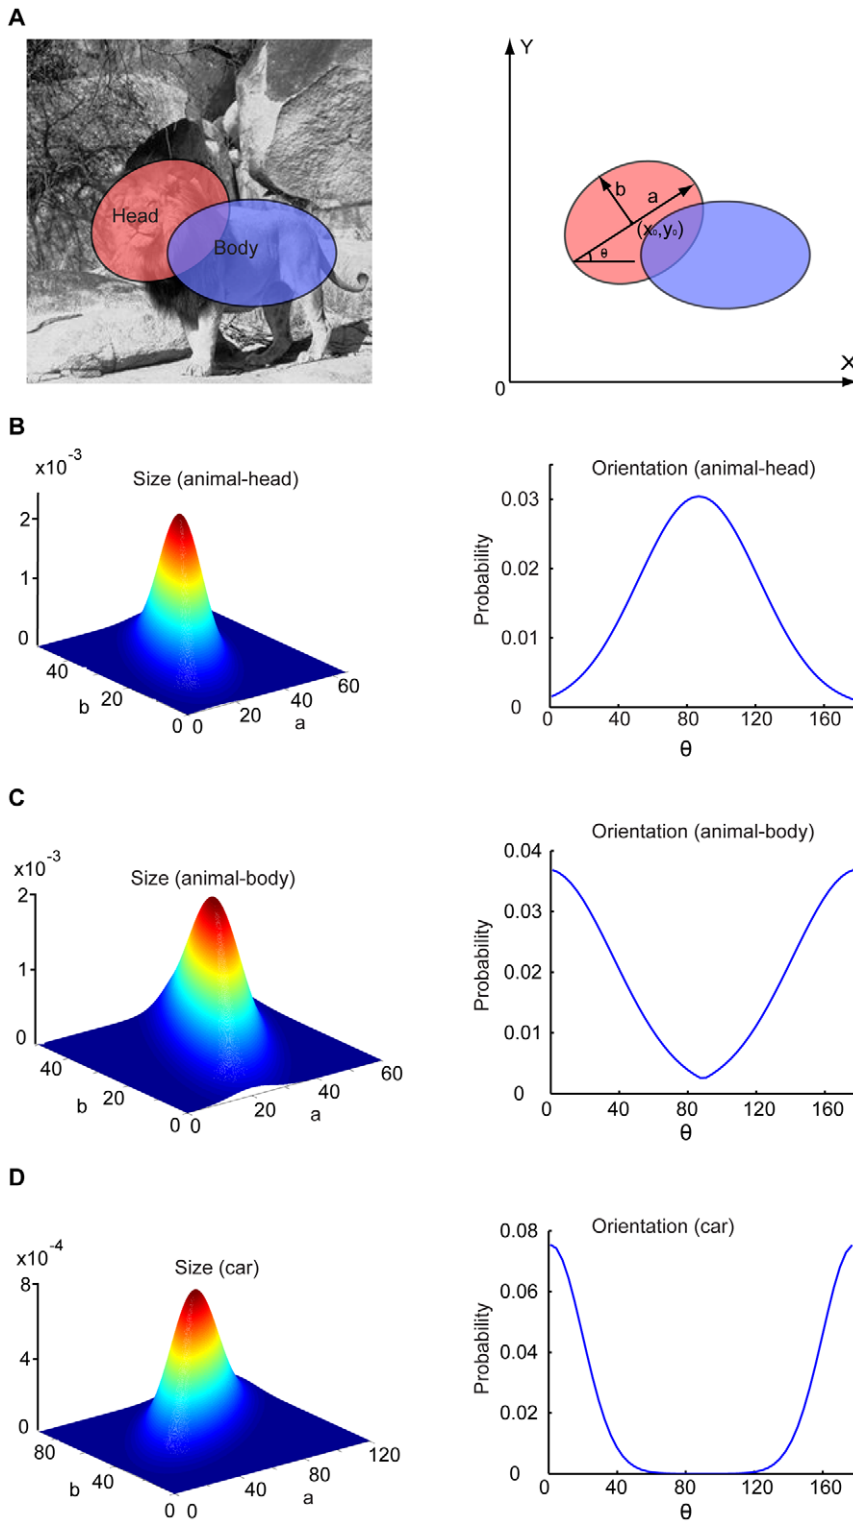 A
Head
Body
Y
b
a
(x₀,y₀)
θ
X
0
B
x10⁻³
Size (animal-head)
2
1
0
40
20
0
b
0
20
40
60
a
Orientation (animal-head)
Probability
0.03
0.02
0.01
0
0
40
80
120
160
θ
C
x10⁻³
Size (animal-body)
2
1
0
40
20
0
b
0
20
40
60
a
Orientation (animal-body)
Probability
0.04
0.03
0.02
0.01
0
0
40
80
120
160
θ
D
x10⁻⁴
Size (car)
8
4
0
80
40
0
b
0
40
80
120
a
Orientation (car)
Probability
0.08
0.06
0.04
0.02
0
0
40
80
120
160
θ